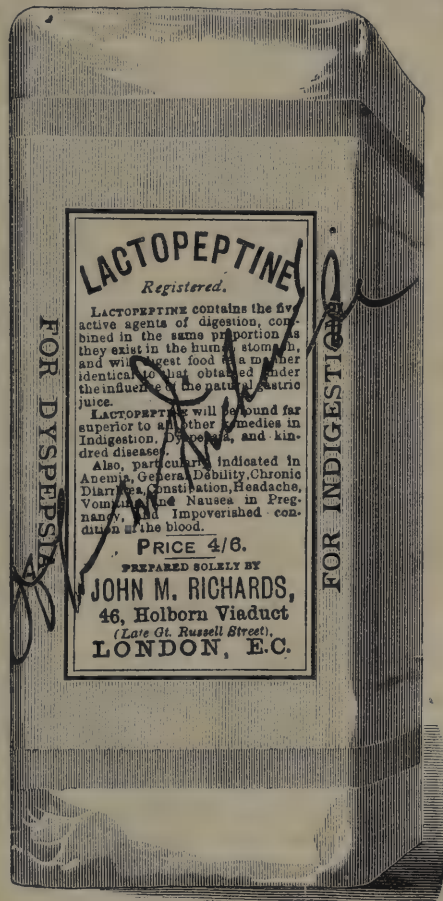 LACTOPEPTINE
Registered.
LACTOPEPTINE contains the five
active agents of digestion, com-
bined in the same proportion as
they exist in the human stomach,
and will digest food in a manner
identical to that obtained under
the influence of the natural gastric
juice.
LACTOPEPTINE will be found far
superior to all other remedies in
Indigestion, Dyspepsia, and kin-
dred diseases.
Also, particularly indicated in
Anemia, General Debility, Chronic
Diarrhœa, Constipation, Headache,
Vomiting and Nausea in Preg-
nancy, and Impoverished con-
dition of the blood.
PRICE 4/6.
PREPARED SOLELY BY
JOHN M. RICHARDS,
46, Holborn Viaduct
(Late Gt. Russell Street),
LONDON, E.C.
FOR DYSPEPSIA
FOR INDIGESTION
John M Richards